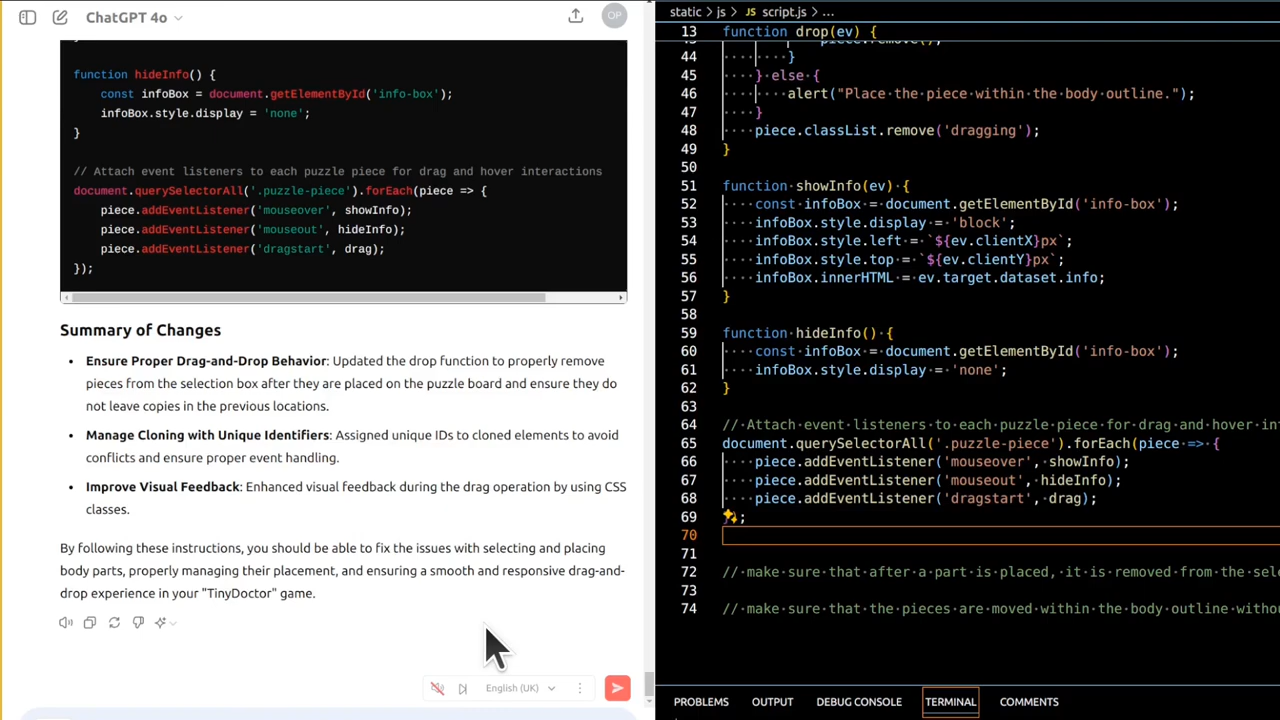 ChatGPT 4o
OP
function hideInfo() {
const infoBox = document.getElementById('info-box');
infoBox.style.display = 'none';
}
// Attach event listeners to each puzzle piece for drag and hover interactions
document.querySelectorAll('.puzzle-piece').forEach(piece => {
piece.addEventListener('mouseover', showInfo);
piece.addEventListener('mouseout', hideInfo);
piece.addEventListener('dragstart', drag);
});
Summary of Changes
• Ensure Proper Drag-and-Drop Behavior: Updated the drop function to properly remove
pieces from the selection box after they are placed on the puzzle board and ensure they do
not leave copies in the previous locations.
• Manage Cloning with Unique Identifiers: Assigned unique IDs to cloned elements to avoid
conflicts and ensure proper event handling.
• Improve Visual Feedback: Enhanced visual feedback during the drag operation by using CSS
classes.
By following these instructions, you should be able to fix the issues with selecting and placing
body parts, properly managing their placement, and ensuring a smooth and responsive drag-and-
drop experience in your "TinyDoctor" game.
English (UK)
static > js > JS script.js > ...
13 function drop(ev) {
piece.remove();
44 }
45 } else {
46 alert("Place the piece within the body outline.");
47 }
48 piece.classList.remove('dragging');
49 }
50
51 function showInfo(ev) {
52 const infoBox = document.getElementById('info-box');
53 infoBox.style.display = 'block';
54 infoBox.style.left = `${ev.clientX}px`;
55 infoBox.style.top = `${ev.clientY}px`;
56 infoBox.innerHTML = ev.target.dataset.info;
57 }
58
59 function hideInfo() {
60 const infoBox = document.getElementById('info-box');
61 infoBox.style.display = 'none';
62 }
63
64 // Attach event listeners to each puzzle piece for drag and hover int
65 document.querySelectorAll('.puzzle-piece').forEach(piece => {
66 piece.addEventListener('mouseover', showInfo);
67 piece.addEventListener('mouseout', hideInfo);
68 piece.addEventListener('dragstart', drag);
69 ;
70
71
72 // make sure that after a part is placed, it is removed from the sel
73
74 // make sure that the pieces are moved within the body outline witho
PROBLEMS OUTPUT DEBUG CONSOLE TERMINAL COMMENTS